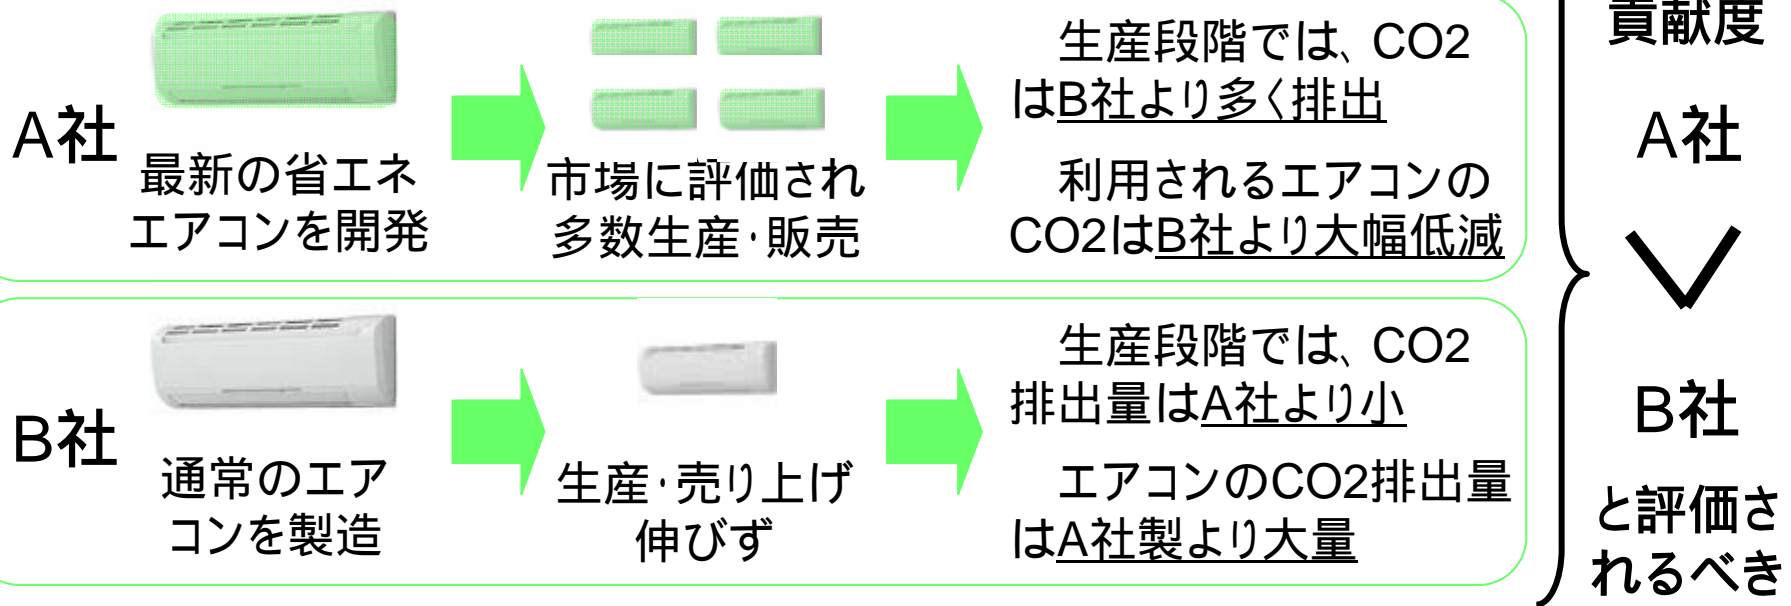 A社
最新の省エネ
エアコンを開発
市場に評価され
多数生産・販売
生産段階では、CO2
はB社より多く排出
利用されるエアコンの
CO2はB社より大幅低減
B社
通常のエア
コンを製造
生産・売り上げ
伸びず
生産段階では、CO2
排出量はA社より小
エアコンのCO2排出量
はA社製より大量
貢献度
A社
B社
と評価さ
れるべき